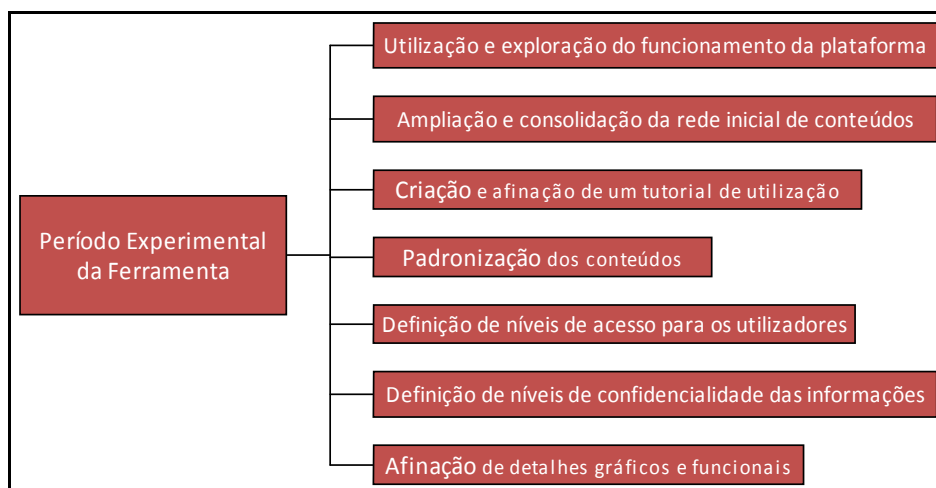 Utilização e exploração do funcionamento da plataforma
Ampliação e consolidação da rede inicial de conteúdos
Criação e afinação de um tutorial de utilização
Período Experimental
da Ferramenta
Padronização dos conteúdos
Definição de níveis de acesso para os utilizadores
Definição de níveis de confidencialidade das informações
Afinação de detalhes gráficos e funcionais